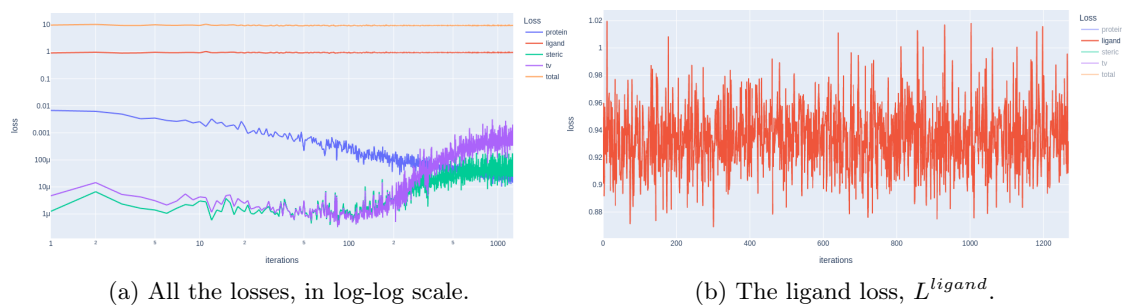 10
1
0.1
0.01
0.001
100μ
10μ
1μ
loss
1
2
5
10
2
5
100
2
5
1000
iterations
Loss
protein
ligand
steric
tv
total
(a) All the losses, in log-log scale.
1.02
1
0.98
0.96
0.94
0.92
0.9
0.88
loss
0
200
400
600
800
1000
1200
iterations
Loss
protein
ligand
steric
tv
total
(b) The ligand loss, L^{ligand}.